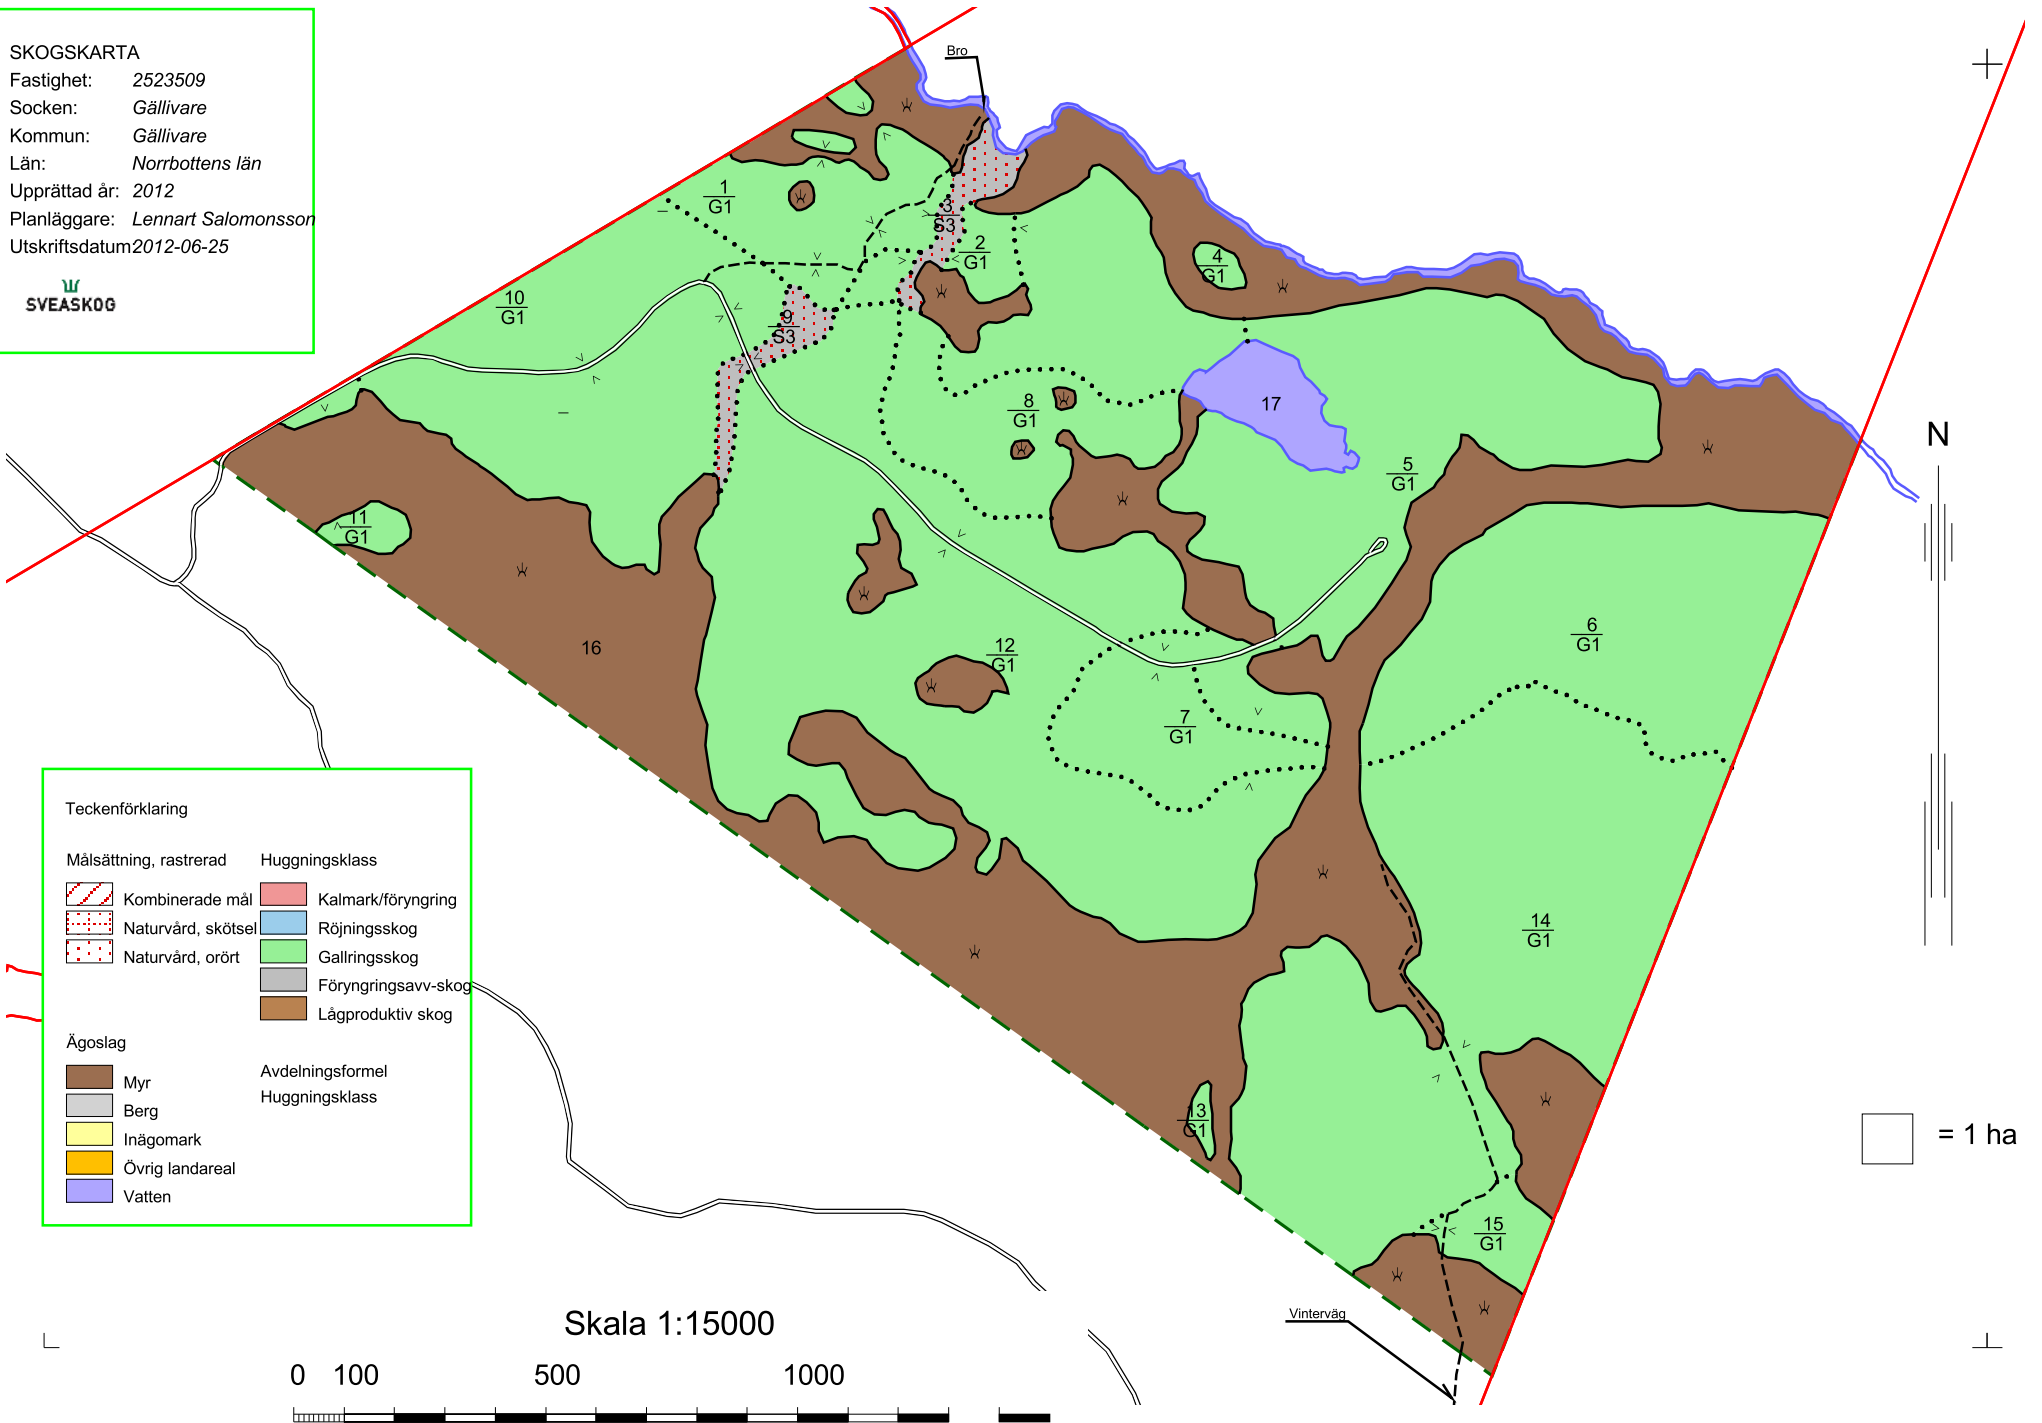 SKOGSKARTA
Fastighet: 2523509
Socken: Gällivare
Kommun: Gällivare
Län: Norrbottens län
Upprättad år: 2012
Planläggare: Lennart Salomonsson
Utskriftsdatum2012-06-25
SVEASKOG
Bro
1
G1
3
S3
2
G1
4
G1
10
G1
9
S3
8
G1
17
5
G1
N
11
G1
16
12
G1
6
G1
7
G1
14
G1
13
G1
15
G1
= 1 ha
Vinterväg
Teckenförklaring
Målsättning, rastrerad
Kombinerade mål
Naturvård, skötsel
Naturvård, orört
Huggningsklass
Kalmark/föryngring
Röjningsskog
Gallringsskog
Föryngringsavv-skog
Lågproduktiv skog
Ägoslag
Myr
Berg
Inägomark
Övrig landareal
Vatten
Avdelningsformel
Huggningsklass
Skala 1:15000
0 100 500 1000